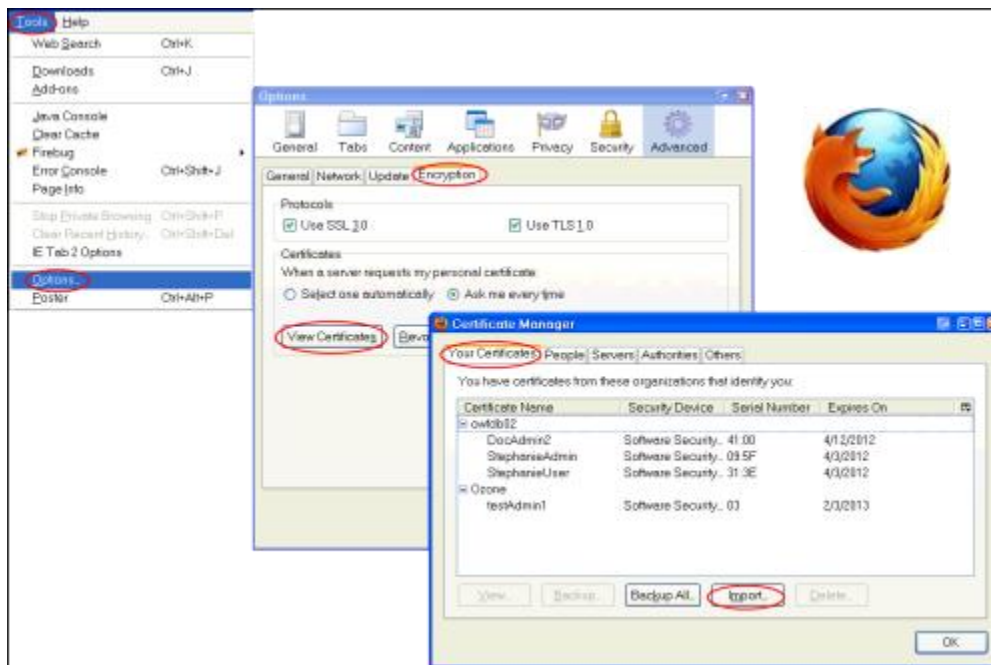 Tools Help
Web Search Ctrl+K
Downloads Ctrl+J
Add-ons
Java Console
Clear Cache
Firebug
Error Console Ctrl+Shift+J
Page Info
Stop Private Browsing Ctrl+Shift+P
Clear Recent History.. Ctrl+Shift+Del
IE Tab 2 Options
Options..
Poster Ctrl+Alt+P
Options
General Tabs Content Applications Privacy Security Advanced
General Network Update Encryption
Protocols
Use SSL 3.0 Use TLS 1.0
Certificates
When a server requests my personal certificate:
Select one automatically Ask me every time
View Certificates Revo
Certificate Manager
Your Certificates People Servers Authorities Others
You have certificates from these organizations that identify you:
Certificate Name Security Device Serial Number Expires On
owfdb02
DocAdmin2 Software Security.. 41:00 4/12/2012
StephanieAdmin Software Security.. 09:5F 4/3/2012
StephanieUser Software Security.. 31:3E 4/3/2012
Ozone
testAdmin1 Software Security.. 03 2/3/2013
View.. Backup.. Backup All.. Import.. Delete..
OK